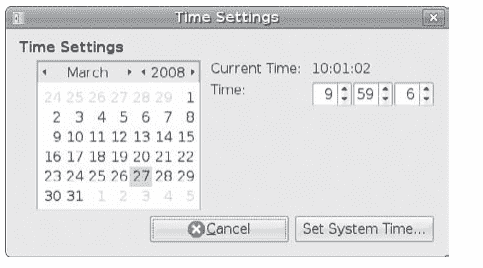 Time Settings
Time Settings
March 2008
24 25 26 27 28 29 1
2 3 4 5 6 7 8
9 10 11 12 13 14 15
16 17 18 19 20 21 22
23 24 25 26 27 28 29
30 31 1 2 3 4 5
Current Time: 10:01:02
Time: 9 59 6
Cancel
Set System Time...